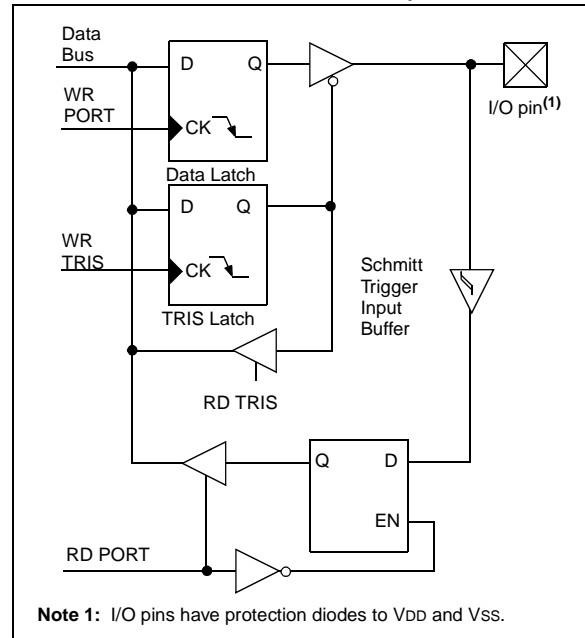 Data
Bus
D Q
WR
PORT
CK
I/O pin(1)
Data Latch
D Q
WR
TRIS
CK
Schmitt
Trigger
Input
Buffer
TRIS Latch
RD TRIS
Q D
EN
RD PORT
Note 1: I/O pins have protection diodes to VDD and VSS.